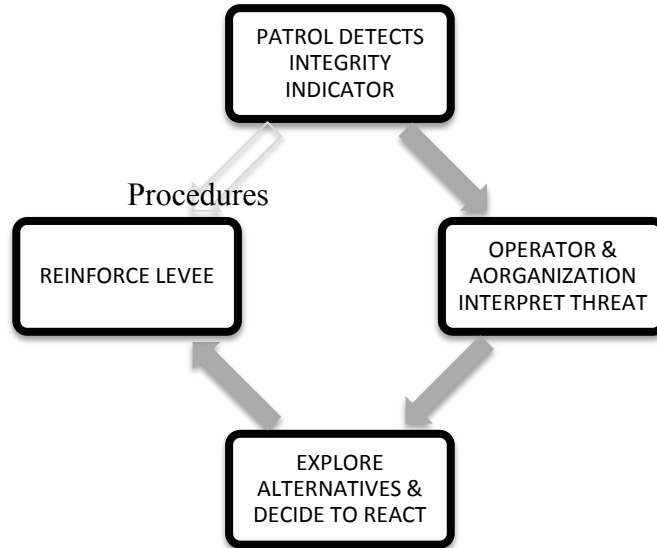 PATROL DETECTS
INTEGRITY
INDICATOR
Procedures
REINFORCE LEVEE
OPERATOR &
AORGANIZATION
INTERPRET THREAT
EXPLORE
ALTERNATIVES &
DECIDE TO REACT